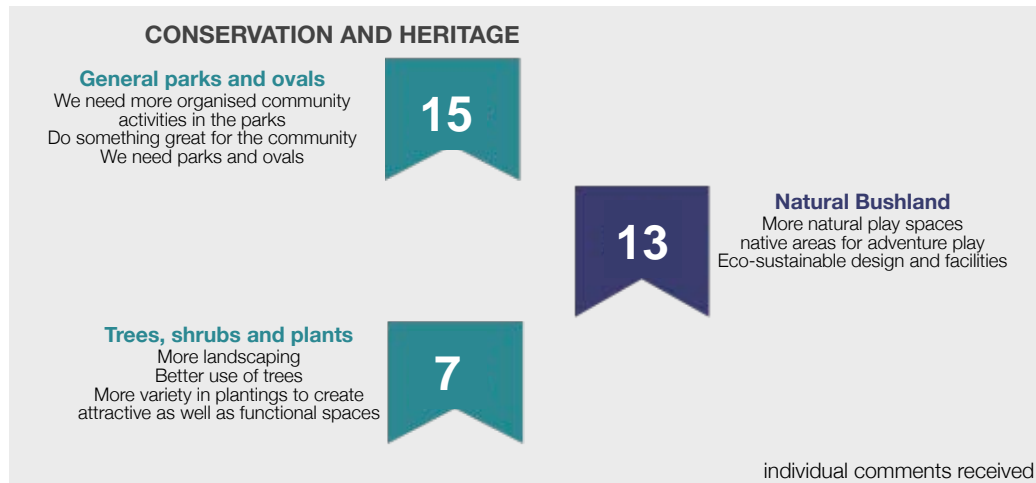 CONSERVATION AND HERITAGE
General parks and ovals
We need more organised community
activities in the parks
Do something great for the community
We need parks and ovals
15
13
Natural Bushland
More natural play spaces
native areas for adventure play
Eco-sustainable design and facilities
Trees, shrubs and plants
More landscaping
Better use of trees
More variety in plantings to create
attractive as well as functional spaces
7
individual comments received